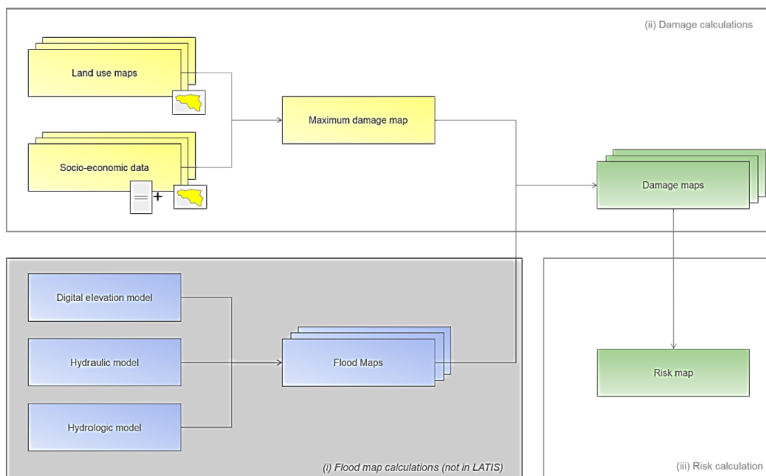 (ii) Damage calculations
Land use maps
Maximum damage map
Socio-economic data
+
Damage maps
Digital elevation model
Hydraulic model
Flood Maps
Risk map
Hydrologic model
(i) Flood map calculations (not in LATIS)
(iii) Risk calculation